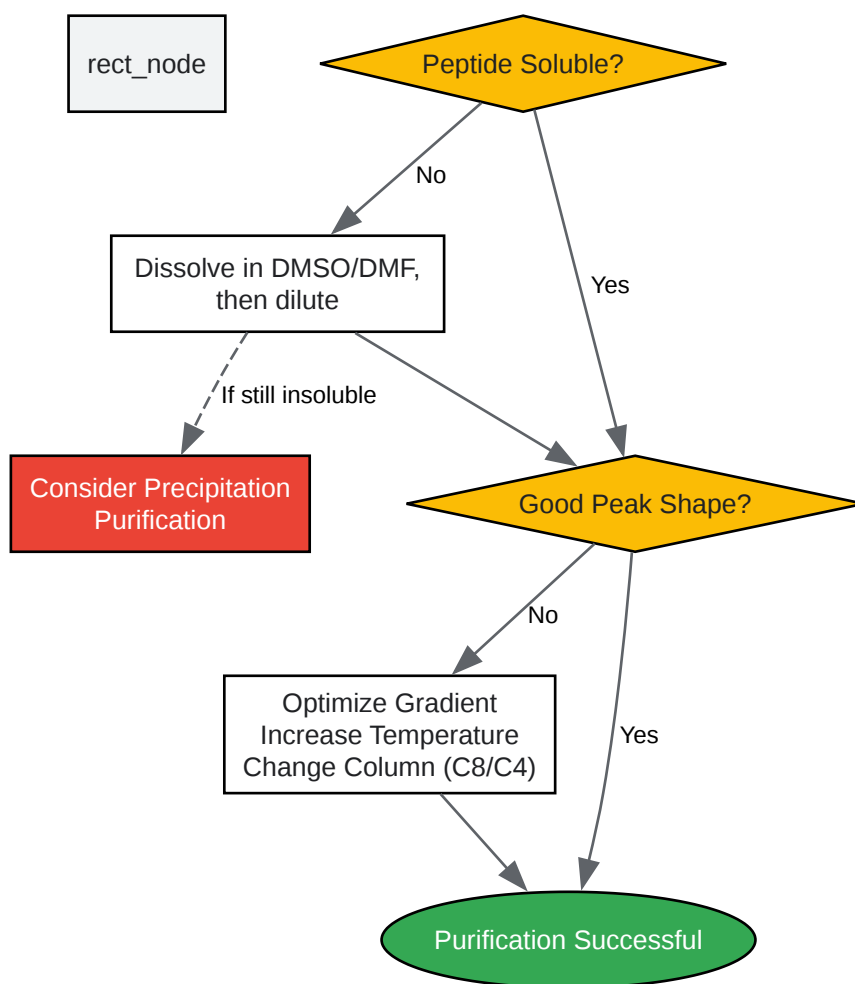 rect_node
Peptide Soluble?
No
Dissolve in DMSO/DMF,
then dilute
Yes
If still insoluble
Consider Precipitation
Purification
Good Peak Shape?
No
Optimize Gradient
Increase Temperature
Change Column (C8/C4)
Yes
Purification Successful